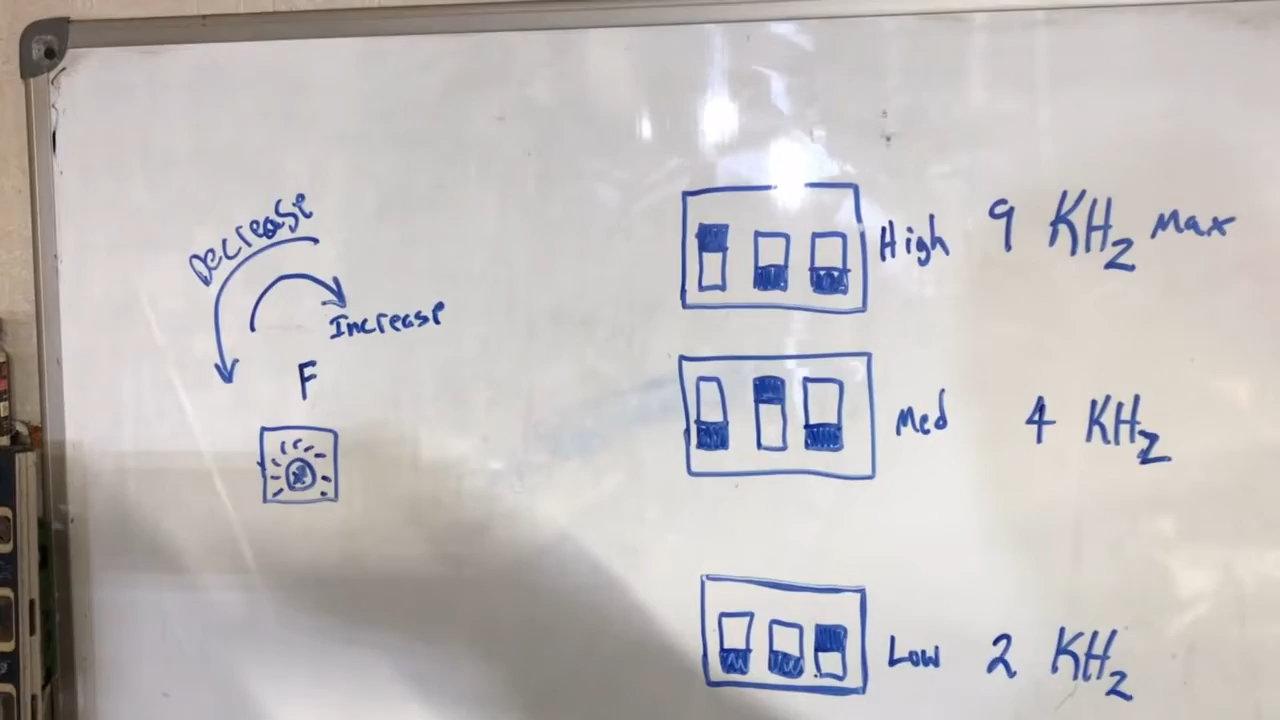 Decrease
Increase
F
High 9 KHz Max
Med 4 KHz
Low 2 KHz